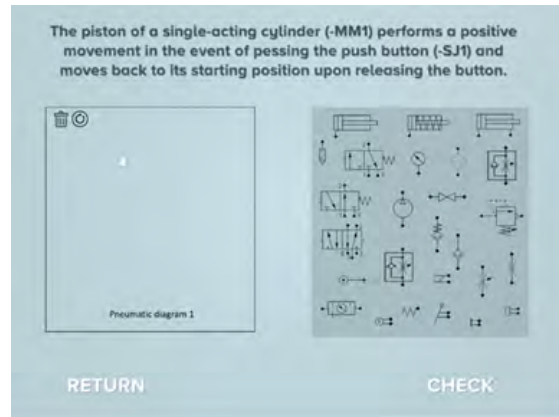 The piston of a single-acting cylinder (-MM1) performs a positive
movement in the event of pessing the push button (-SJ1) and
moves back to its starting position upon releasing the button.
Pneumatic diagram 1
RETURN
CHECK